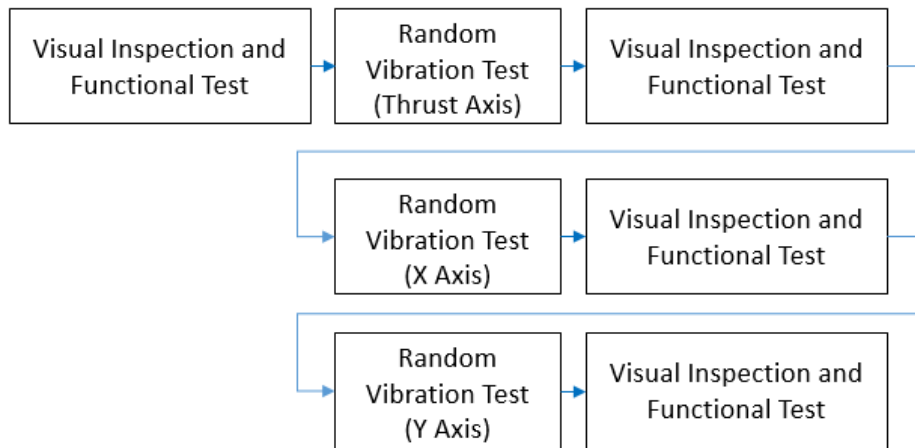 Visual Inspection and
Functional Test
Random
Vibration Test
(Thrust Axis)
Visual Inspection and
Functional Test
Random
Vibration Test
(X Axis)
Visual Inspection and
Functional Test
Random
Vibration Test
(Y Axis)
Visual Inspection and
Functional Test